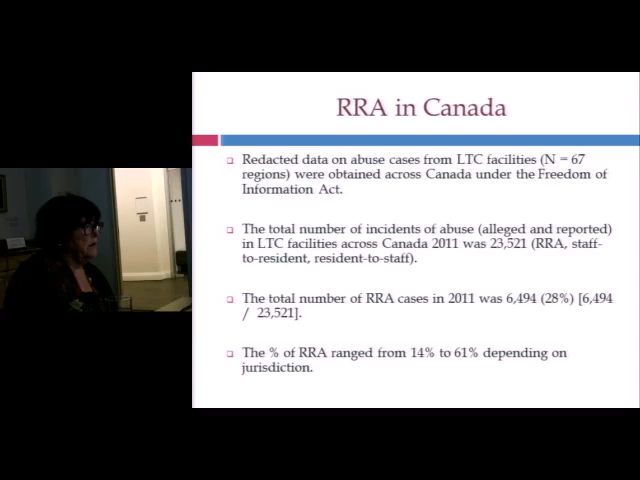 RRA in Canada
Redacted data on abuse cases from LTC facilities (N = 67
regions) were obtained across Canada under the Freedom of
Information Act.
The total number of incidents of abuse (alleged and reported)
in LTC facilities across Canada 2011 was 23,521 (RRA, staff-
to-resident, resident-to-staff).
The total number of RRA cases in 2011 was 6,494 (28%) [6,494
/ 23,521].
The % of RRA ranged from 14% to 61% depending on
jurisdiction.